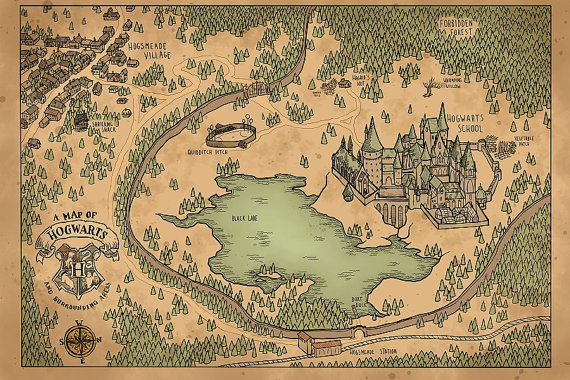 FORBIDDEN
FOREST
HOGSMEADE
VILLAGE
HAGRID'S
HUT
WHOMPING
WILLOW
HOGWARTS
SCHOOL
SHRIEKING
SHACK
VEGETABLE
PATCH
QUIDDITCH PITCH
BLACK LAKE
A MAP OF
HOGWARTS
H
AND SURROUNDING AREAS
BOAT
DOCK
HOGSMEADE STATION
W
S
N
E